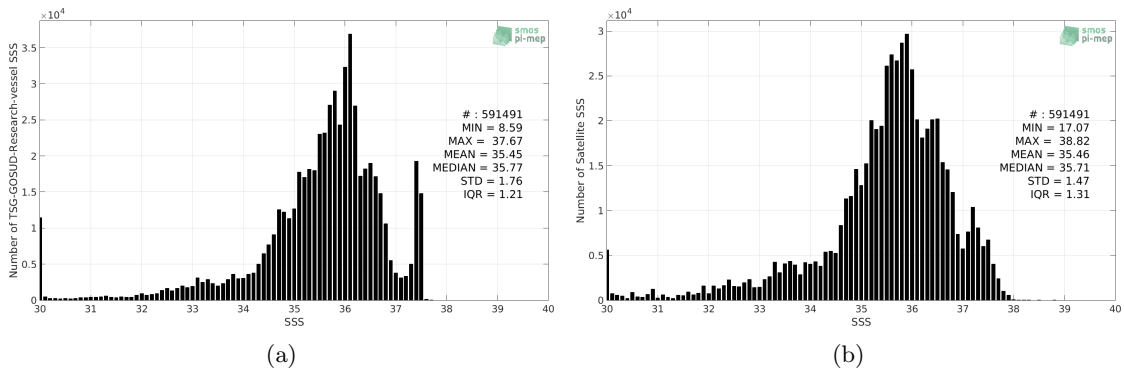 ×10⁴
smos
pi-mep
Number of TSG-GOSUD-Research-vessel SSS
3.5
3
2.5
2
1.5
1
0.5
0
# : 591491
MIN = 8.59
MAX = 37.67
MEAN = 35.45
MEDIAN = 35.77
STD = 1.76
IQR = 1.21
30 31 32 33 34 35 36 37 38 39 40
SSS
(a)
×10⁴
smos
pi-mep
Number of Satellite SSS
3
2.5
2
1.5
1
0.5
0
# : 591491
MIN = 17.07
MAX = 38.82
MEAN = 35.46
MEDIAN = 35.71
STD = 1.47
IQR = 1.31
30 31 32 33 34 35 36 37 38 39 40
SSS
(b)